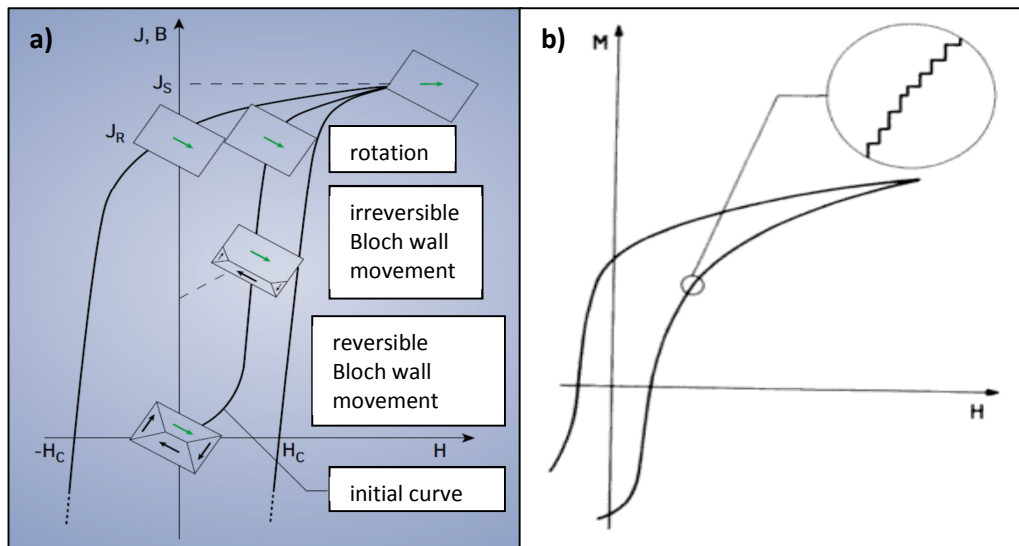 a)
J, B
J_S
J_R
rotation
irreversible
Bloch wall
movement
reversible
Bloch wall
movement
-H_C
H_C
H
initial curve
b)
M
H